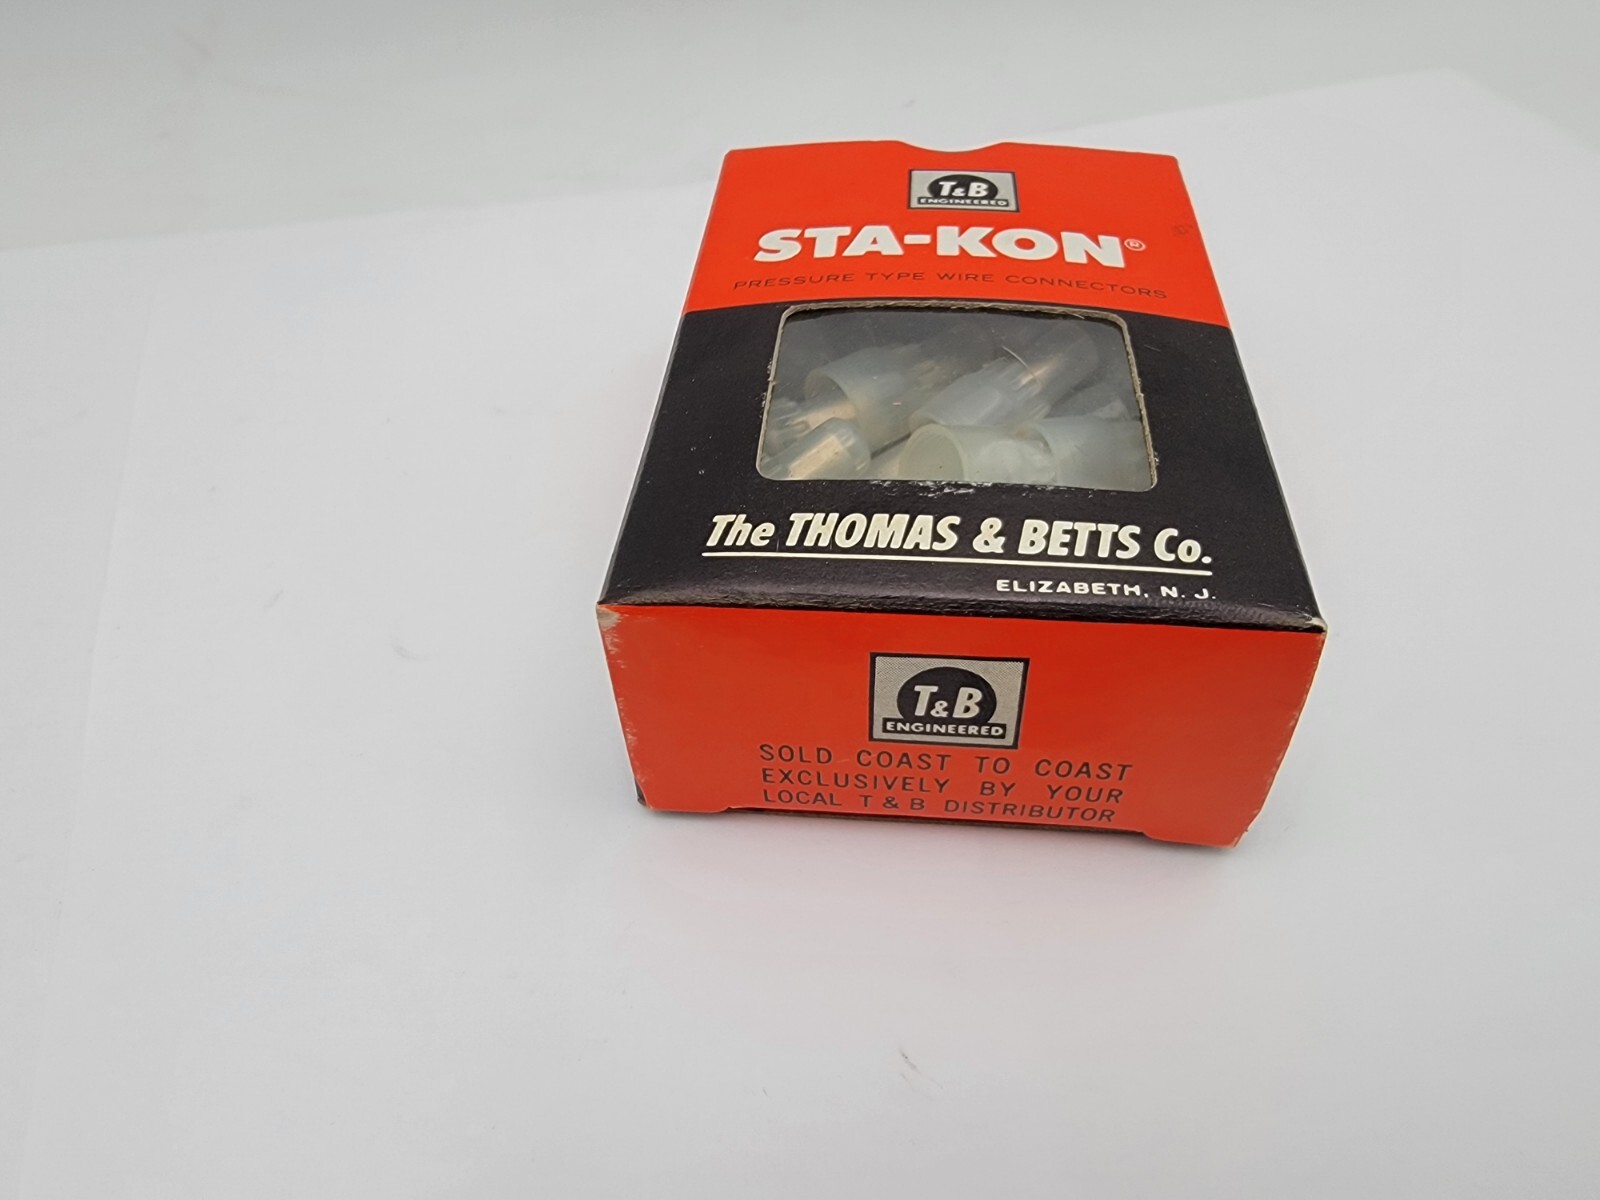 T&B
ENGINEERED
STA-KON®
PRESSURE TYPE WIRE CONNECTORS
The THOMAS & BETTS Co.
ELIZABETH, N. J.
T&B
ENGINEERED
SOLD COAST TO COAST
EXCLUSIVELY BY YOUR
LOCAL T & B DISTRIBUTOR